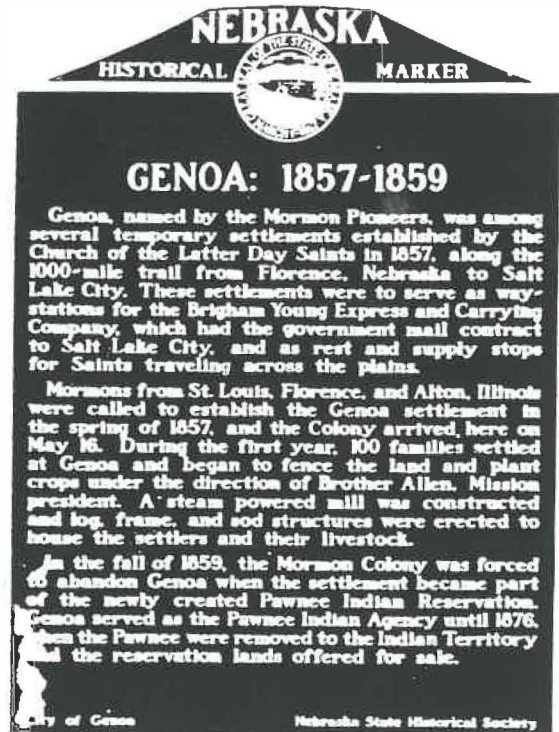 NEBRASKA
HISTORICAL MARKER
GENOA: 1857-1859
Genoa, named by the Mormon Pioneers, was among
several temporary settlements established by the
Church of the Latter Day Saints in 1857, along the
1000-mile trail from Florence, Nebraska to Salt
Lake City. These settlements were to serve as way-
stations for the Brigham Young Express and Carrying
Company, which had the government mail contract
to Salt Lake City, and as rest and supply stops
for Saints traveling across the plains.
Mormons from St. Louis, Florence, and Alton, Illinois
were called to establish the Genoa settlement in
the spring of 1857, and the Colony arrived here on
May 16. During the first year, 100 families settled
at Genoa and began to fence the land and plant
crops under the direction of Brother Allen, Mission
president. A steam powered mill was constructed
and log, frame, and sod structures were erected to
house the settlers and their livestock.
In the fall of 1859, the Mormon Colony was forced
to abandon Genoa when the settlement became part
of the newly created Pawnee Indian Reservation.
Genoa served as the Pawnee Indian Agency until 1876,
when the Pawnee were removed to the Indian Territory
and the reservation lands offered for sale.
City of Genoa Nebraska State Historical Society